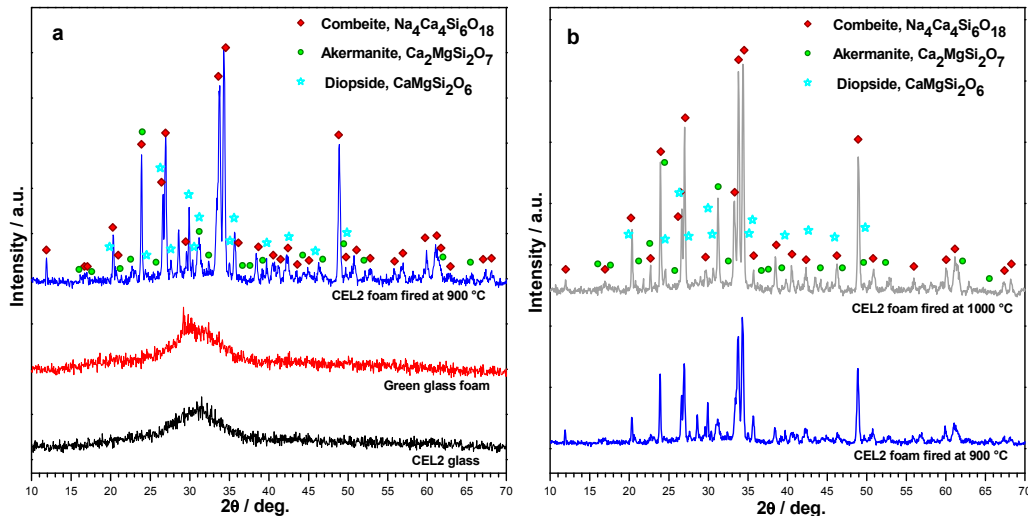 a
Combeite, Na4Ca4Si6O18
Akermanite, Ca2MgSi2O7
Diopside, CaMgSi2O6
Intensity / a.u.
CEL2 foam fired at 900 °C
Green glass foam
CEL2 glass
10 15 20 25 30 35 40 45 50 55 60 65 70
2θ / deg.
b
Combeite, Na4Ca4Si6O18
Akermanite, Ca2MgSi2O7
Diopside, CaMgSi2O6
Intensity / a.u.
CEL2 foam fired at 1000 °C
CEL2 foam fired at 900 °C
10 15 20 25 30 35 40 45 50 55 60 65 70
2θ / deg.